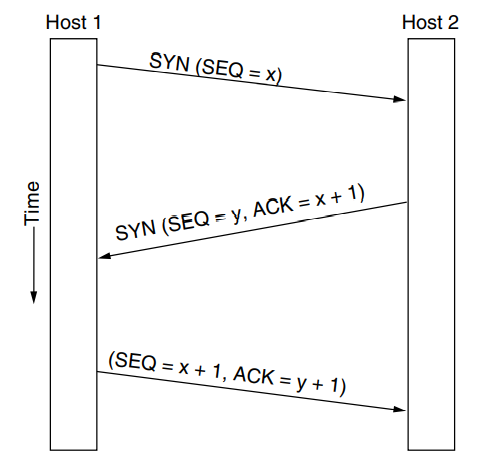 Host 1
Host 2
SYN (SEQ = x)
SYN (SEQ = y, ACK = x + 1)
Time
(SEQ = x + 1, ACK = y + 1)